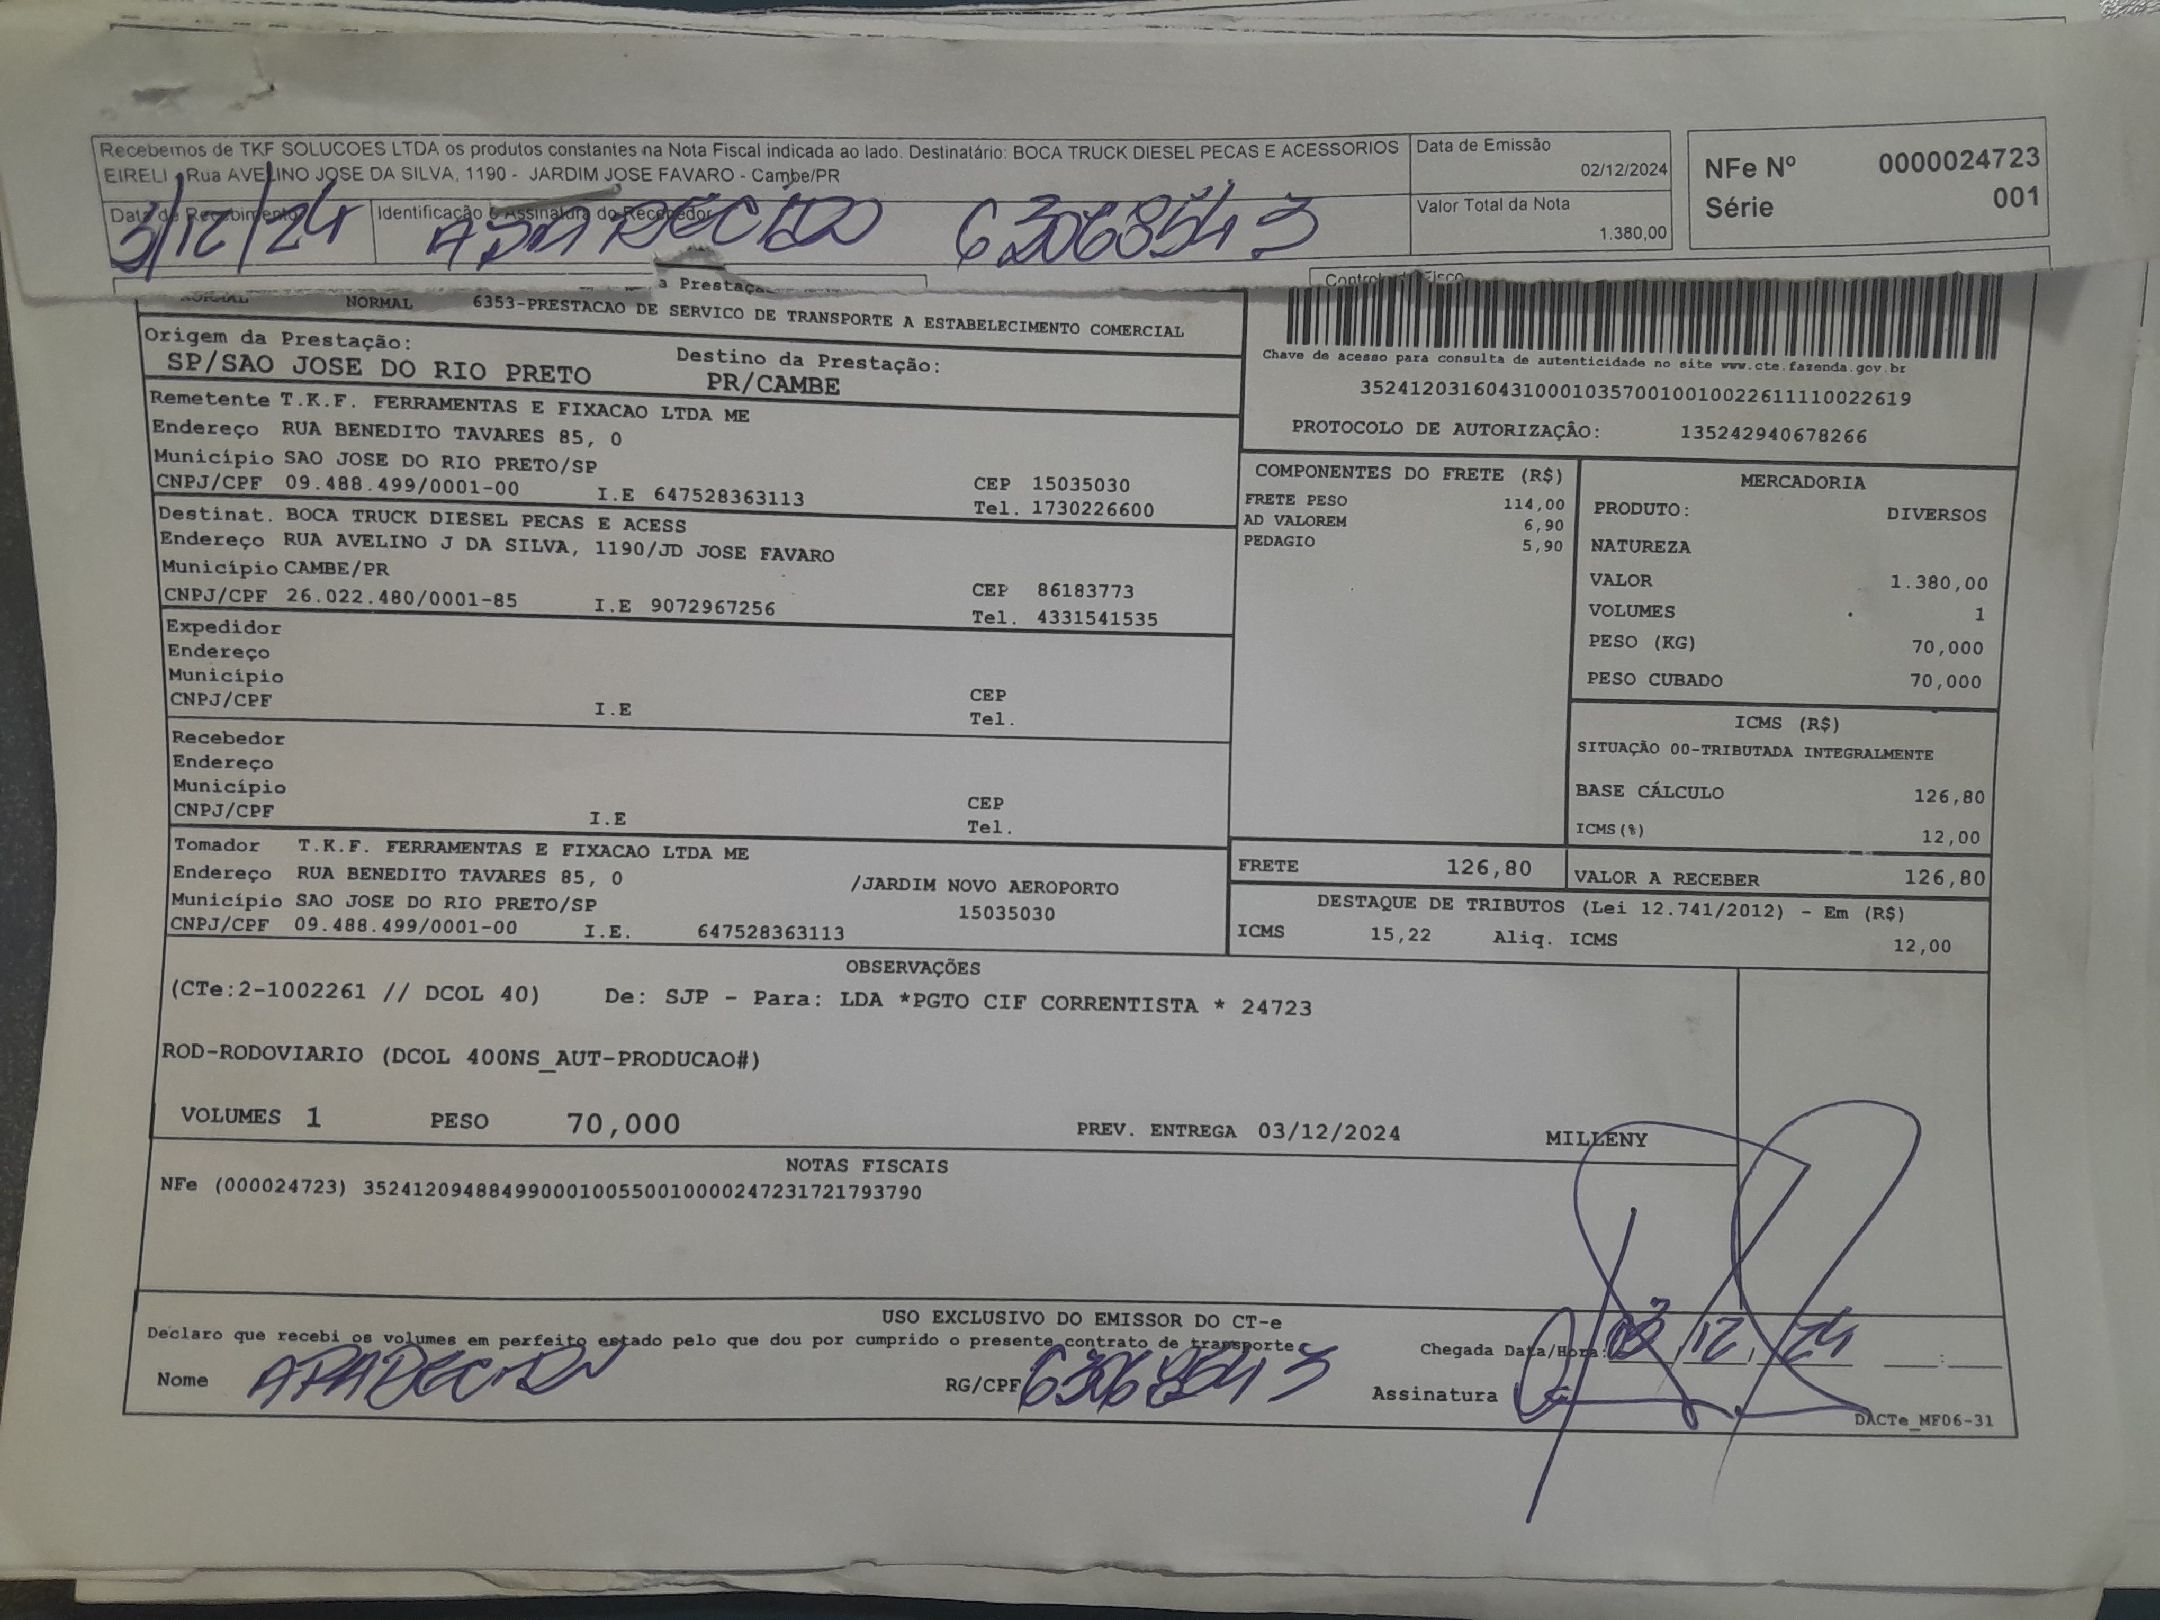 Recebemos de TKF SOLUCOES LTDA os produtos constantes na Nota Fiscal indicada ao lado. Destinatário: BOCA TRUCK DIESEL PECAS E ACESSORIOS
EIRELI - Rua AVELINO JOSE DA SILVA, 1190 - JARDIM JOSE FAVARO - Cambe/PR
Data de Emissão
02/12/2024
NFe Nº 0000024723
Série 001
Data de Recebimento
Identificação e Assinatura do Recebedor
3/12/24 APARECIDO 63068543
Valor Total da Nota
1.380,00
a Prestação
NORMAL NORMAL 6353-PRESTACAO DE SERVICO DE TRANSPORTE A ESTABELECIMENTO COMERCIAL
Controle do Fisco
Chave de acesso para consulta de autenticidade no site www.cte.fazenda.gov.br
35241203160431000103570010010022611110022619
PROTOCOLO DE AUTORIZAÇÃO: 135242940678266
Origem da Prestação:
SP/SAO JOSE DO RIO PRETO
Destino da Prestação:
PR/CAMBE
Remetente T.K.F. FERRAMENTAS E FIXACAO LTDA ME
Endereço RUA BENEDITO TAVARES 85, 0
Município SAO JOSE DO RIO PRETO/SP CEP 15035030
CNPJ/CPF 09.488.499/0001-00 I.E 647528363113 Tel. 1730226600
Destinat. BOCA TRUCK DIESEL PECAS E ACESS
Endereço RUA AVELINO J DA SILVA, 1190/JD JOSE FAVARO
Município CAMBE/PR CEP 86183773
CNPJ/CPF 26.022.480/0001-85 I.E 9072967256 Tel. 4331541535
Expedidor
Endereço
Município CEP
CNPJ/CPF I.E Tel.
Recebedor
Endereço
Município CEP
CNPJ/CPF I.E Tel.
Tomador T.K.F. FERRAMENTAS E FIXACAO LTDA ME
Endereço RUA BENEDITO TAVARES 85, 0 /JARDIM NOVO AEROPORTO
Município SAO JOSE DO RIO PRETO/SP 15035030
CNPJ/CPF 09.488.499/0001-00 I.E. 647528363113
COMPONENTES DO FRETE (R$)
FRETE PESO 114,00
AD VALOREM 6,90
PEDAGIO 5,90
MERCADORIA
PRODUTO: DIVERSOS
NATUREZA
VALOR 1.380,00
VOLUMES 1
PESO (KG) 70,000
PESO CUBADO 70,000
ICMS (R$)
SITUAÇÃO 00-TRIBUTADA INTEGRALMENTE
BASE CÁLCULO 126,80
ICMS(%) 12,00
FRETE 126,80 VALOR A RECEBER 126,80
DESTAQUE DE TRIBUTOS (Lei 12.741/2012) - Em (R$)
ICMS 15,22 Aliq. ICMS 12,00
OBSERVAÇÕES
(CTe:2-1002261 // DCOL 40) De: SJP - Para: LDA *PGTO CIF CORRENTISTA * 24723
ROD-RODOVIARIO (DCOL 400NS_AUT-PRODUCAO#)
VOLUMES 1 PESO 70,000 PREV. ENTREGA 03/12/2024 MILLENY
NOTAS FISCAIS
NFe (000024723) 35241209488499000100550010000247231721793790
USO EXCLUSIVO DO EMISSOR DO CT-e
Declaro que recebi os volumes em perfeito estado pelo que dou por cumprido o presente contrato de transporte
Chegada Data/Hora: 03/12/24 __:__
Nome APARECIDO RG/CPF 63068543 Assinatura
DACTe_MF06-31